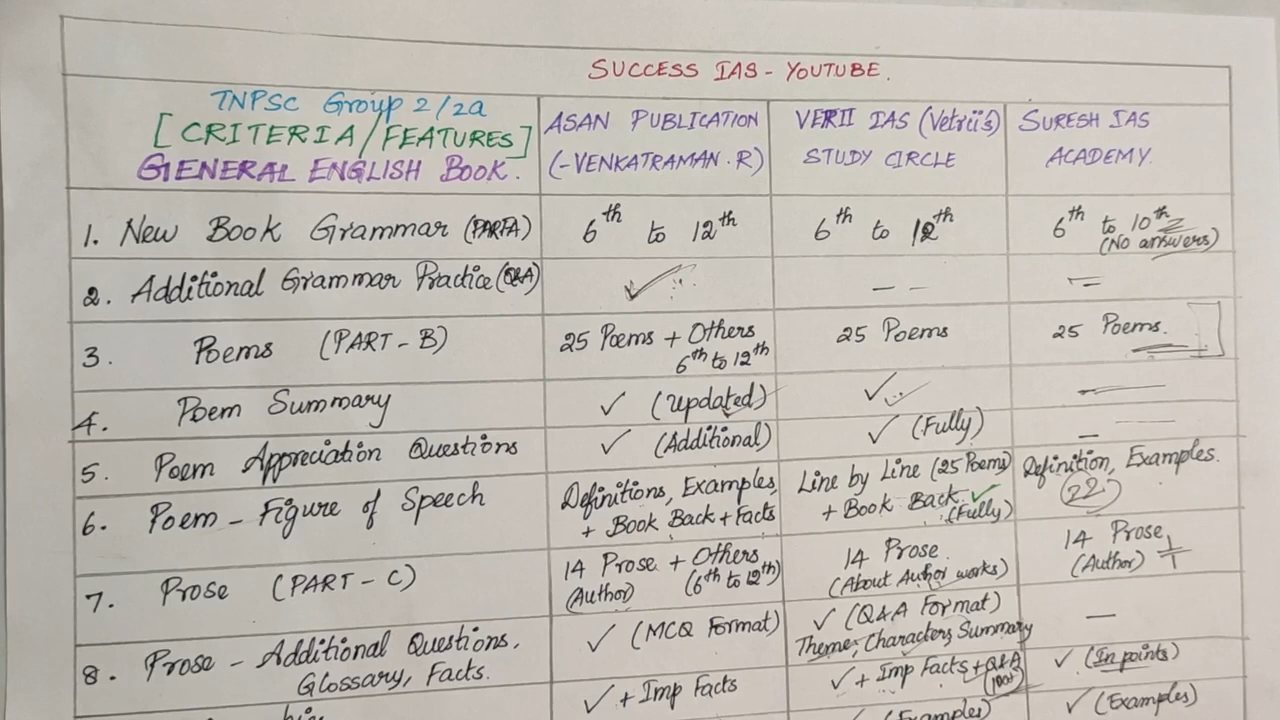 SUCCESS IAS - YOUTUBE.
TNPSC Group 2/2a
[CRITERIA/FEATURES]
GENERAL ENGLISH BOOK.
ASAN PUBLICATION
(-VENKATRAMAN.R)
VERII IAS (Vetrii's)
STUDY CIRCLE
SURESH IAS
ACADEMY.
1. New Book Grammar (PART A)
6th to 12th
6th to 12th
6th to 10th
(No answers)
2. Additional Grammar Practice (Q&A)
✓
- -
=
3. Poems (PART-B)
25 Poems + Others
6th to 12th
25 Poems
25 Poems.
4. Poem Summary
✓ (Updated)
✓
—
5. Poem Appreciation Questions
✓ (Additional)
✓ (Fully)
—
6. Poem - Figure of Speech
Definitions, Examples,
+ Book Back + Facts
Line by Line (25 Poems)
+ Book Back ✓
(Fully)
Definition, Examples.
(22)
7. Prose (PART-C)
14 Prose + Others
(Author) (6th to 12th)
14 Prose.
(About Author works)
14 Prose,
(Author)
8. Prose - Additional Questions,
Glossary, Facts.
✓ (MCQ Format)
✓ (Q&A Format)
Theme, Characters Summary
—
✓ + Imp Facts
✓ + Imp Facts + Q&A
✓ (In points)
(Examples)
✓ (Examples)